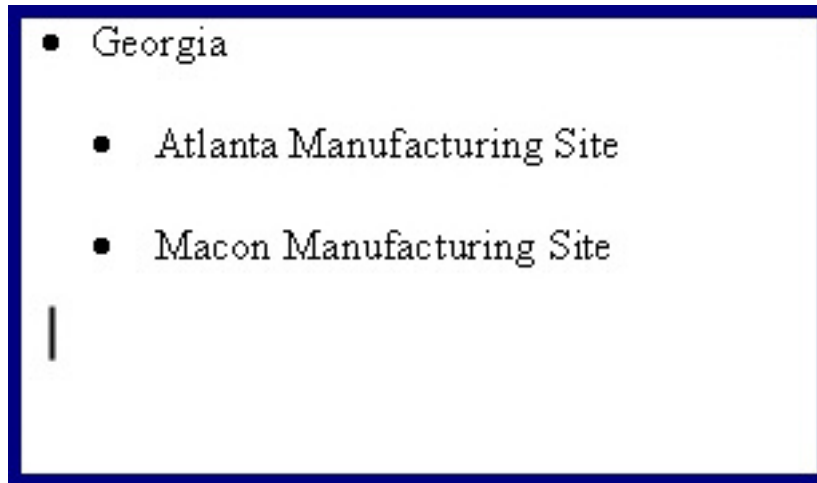 • Georgia
• Atlanta Manufacturing Site
• Macon Manufacturing Site